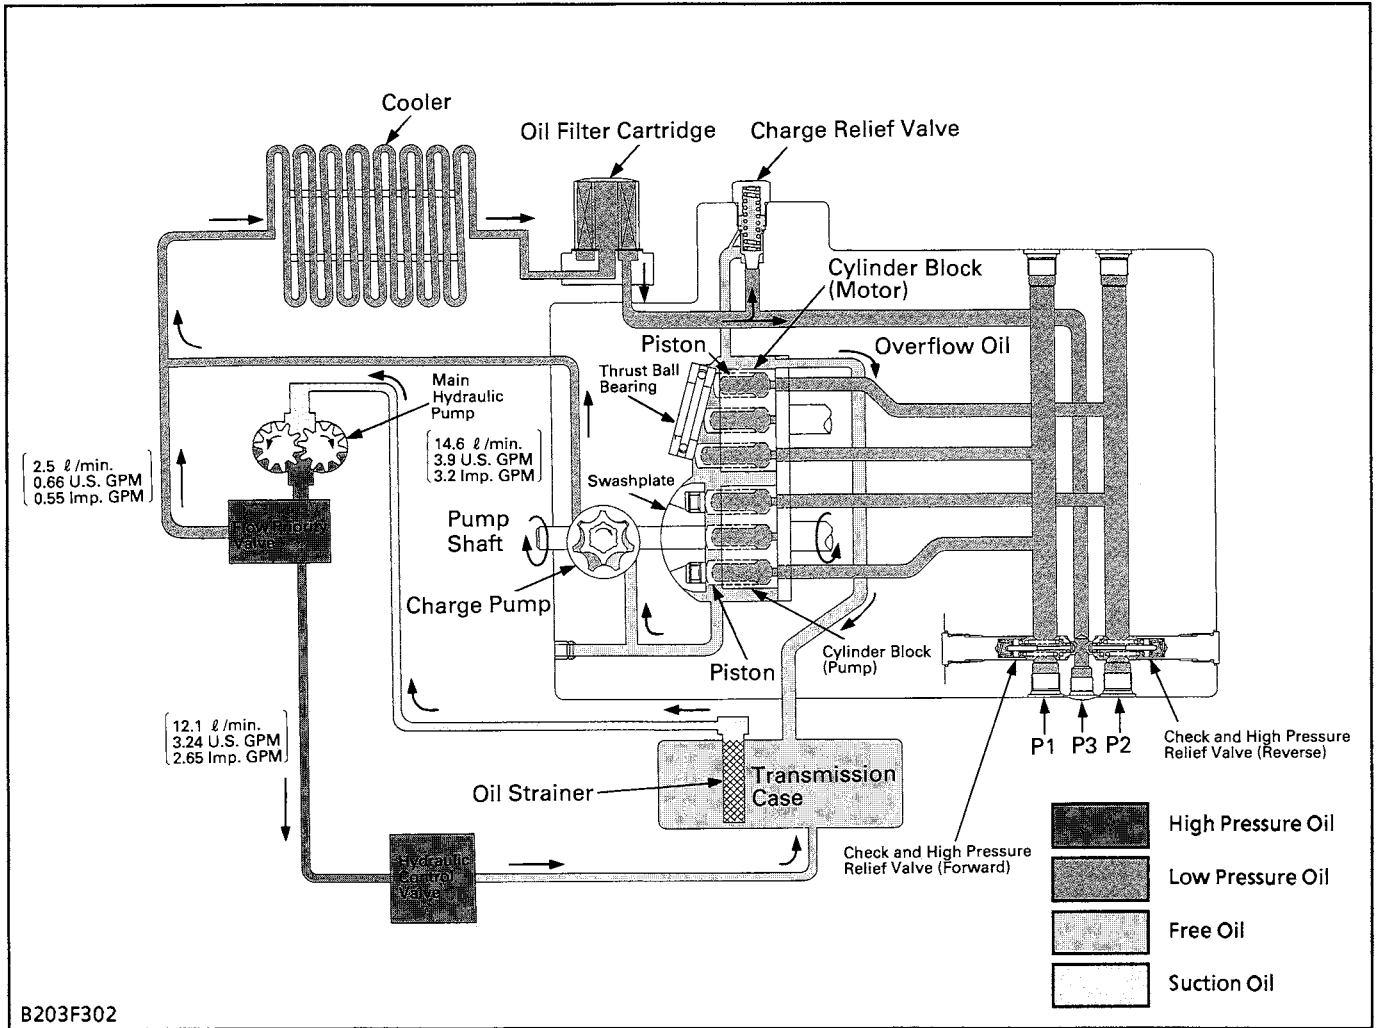 Cooler
Oil Filter Cartridge
Charge Relief Valve
Cylinder Block
(Motor)
Piston
Overflow Oil
Thrust Ball
Bearing
Main
Hydraulic
Pump
14.6 ℓ/min.
3.9 U.S. GPM
3.2 Imp. GPM
2.5 ℓ/min.
0.66 U.S. GPM
0.55 Imp. GPM
Swashplate
Flow Priority
Valve
Pump
Shaft
Charge Pump
Cylinder Block
(Pump)
Piston
12.1 ℓ/min.
3.24 U.S. GPM
2.65 Imp. GPM
P1 P3 P2
Check and High Pressure
Relief Valve (Reverse)
Oil Strainer
Transmission
Case
Check and High Pressure
Relief Valve (Forward)
Hydraulic
Control
Valve
High Pressure Oil
Low Pressure Oil
Free Oil
Suction Oil
B203F302